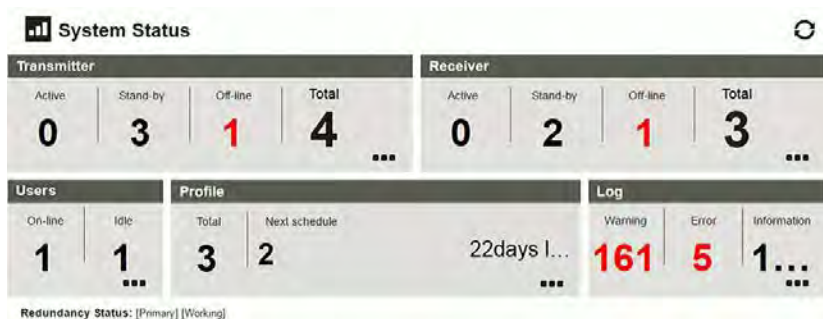 System Status
Transmitter
Active Stand-by Off-line Total
0 3 1 4
Receiver
Active Stand-by Off-line Total
0 2 1 3
Users
On-line Idle
1 1
Profile
Total Next schedule
3 2 22days l...
Log
Warning Error Information
161 5 1...
Redundancy Status: [Primary] [Working]